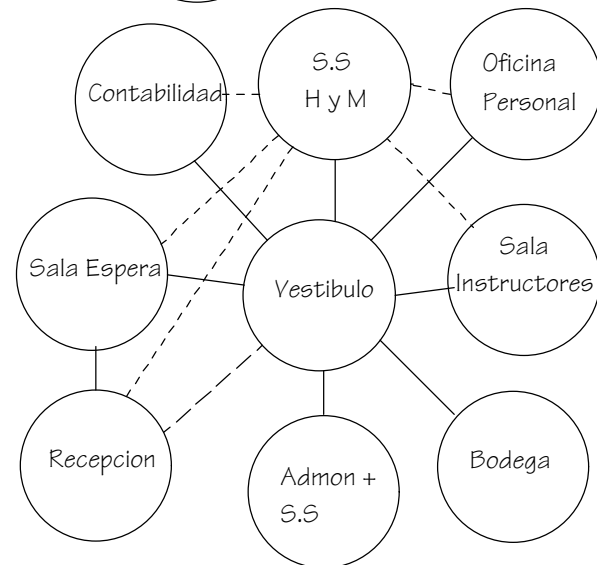 Contabilidad
S.S
H y M
Oficina
Personal
Sala Espera
Vestibulo
Sala
Instructores
Recepcion
Admon +
S.S
Bodega